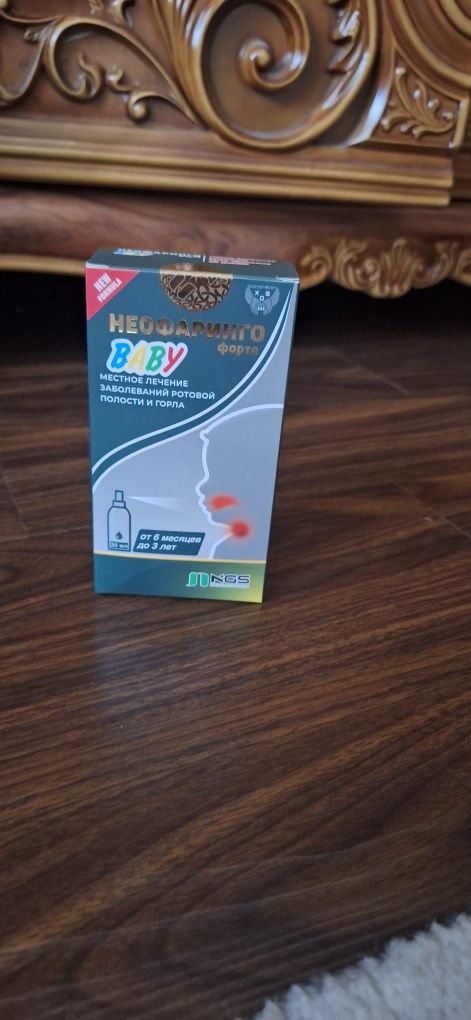 NEW
FORMULA
НЕОФАРИНГО
форте
BABY
МЕСТНОЕ ЛЕЧЕНИЕ
ЗАБОЛЕВАНИЙ РОТОВОЙ
ПОЛОСТИ И ГОРЛА
от 6 месяцев
до 3 лет
NGS